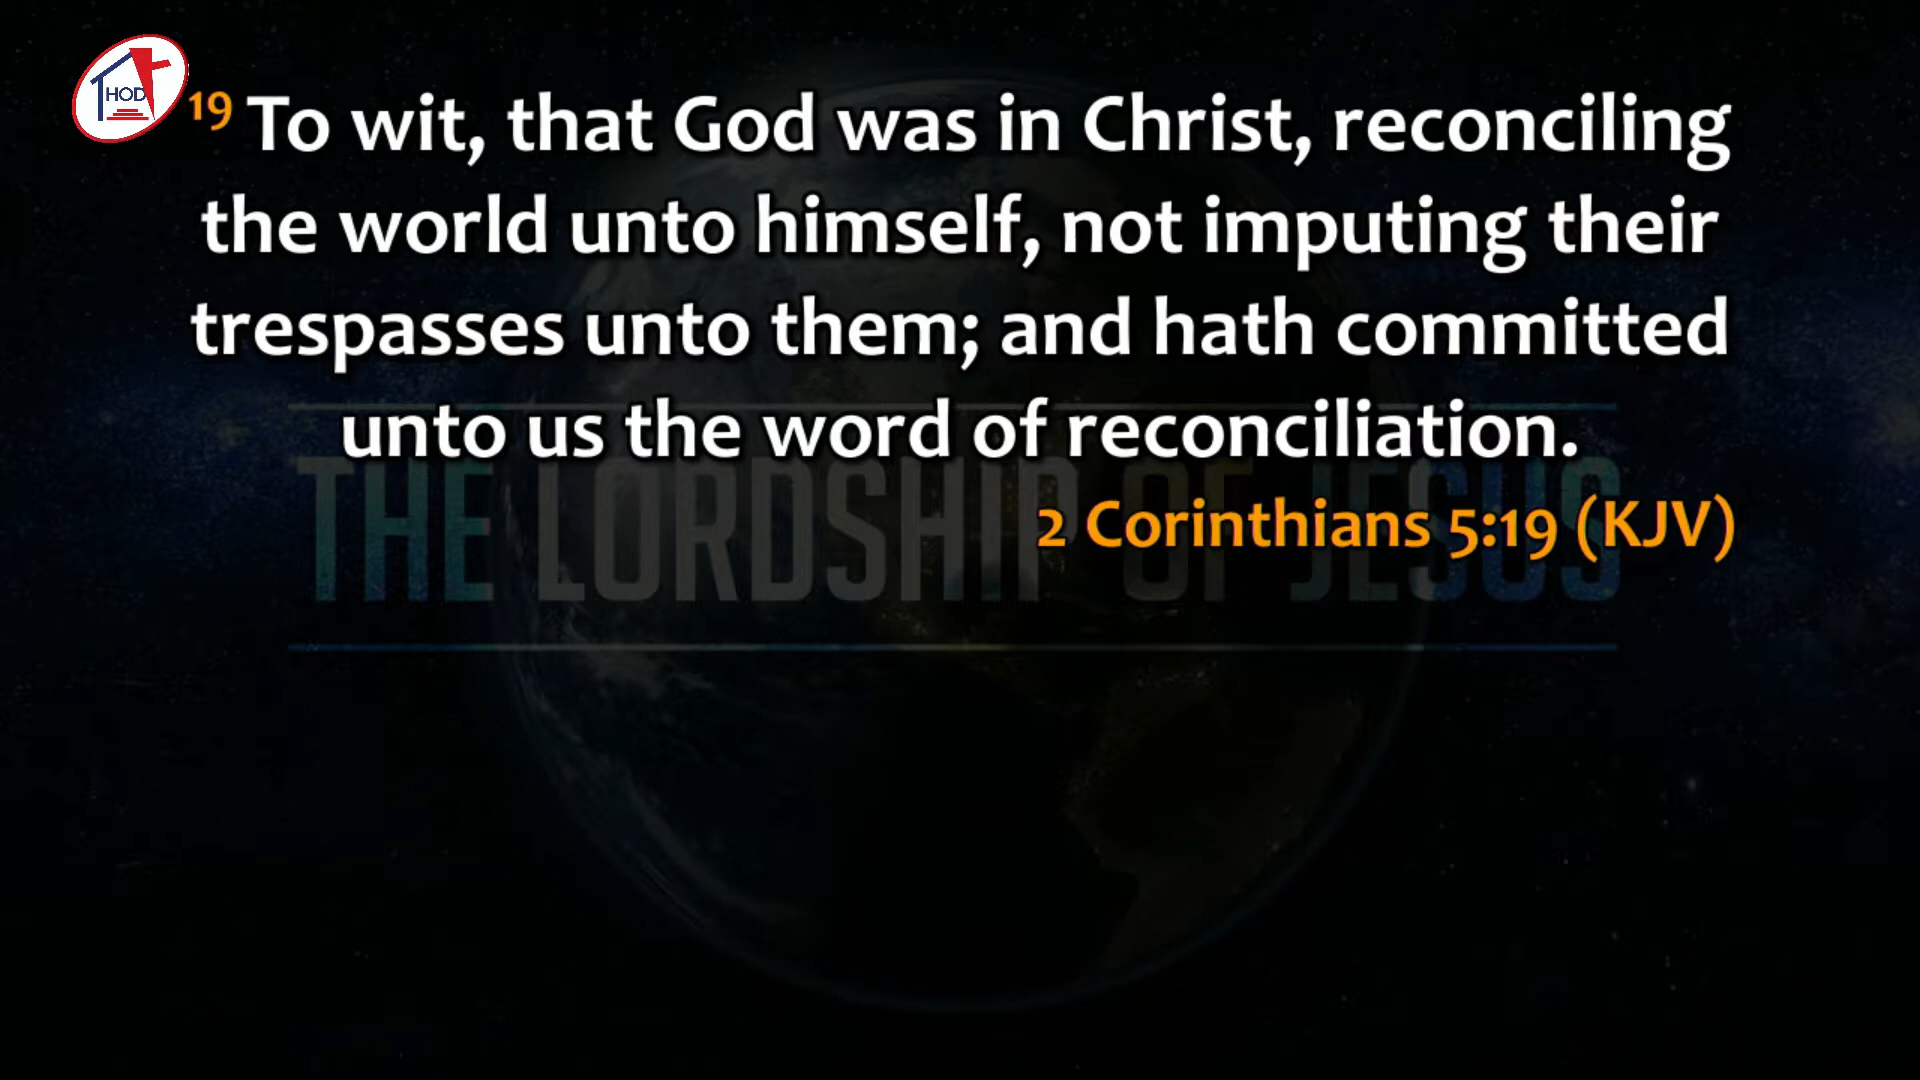 HOD
19 To wit, that God was in Christ, reconciling
the world unto himself, not imputing their
trespasses unto them; and hath committed
unto us the word of reconciliation.
THE LORDSHIP OF JESUS
2 Corinthians 5:19 (KJV)